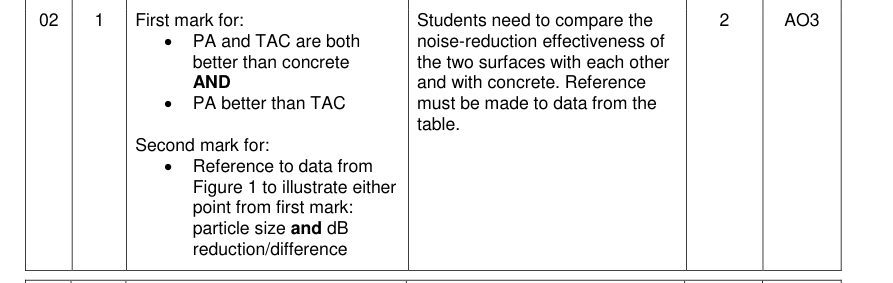 02
1
First mark for:
• PA and TAC are both
better than concrete
AND
• PA better than TAC
Second mark for:
• Reference to data from
Figure 1 to illustrate either
point from first mark:
particle size and dB
reduction/difference
Students need to compare the
noise-reduction effectiveness of
the two surfaces with each other
and with concrete. Reference
must be made to data from the
table.
2
AO3